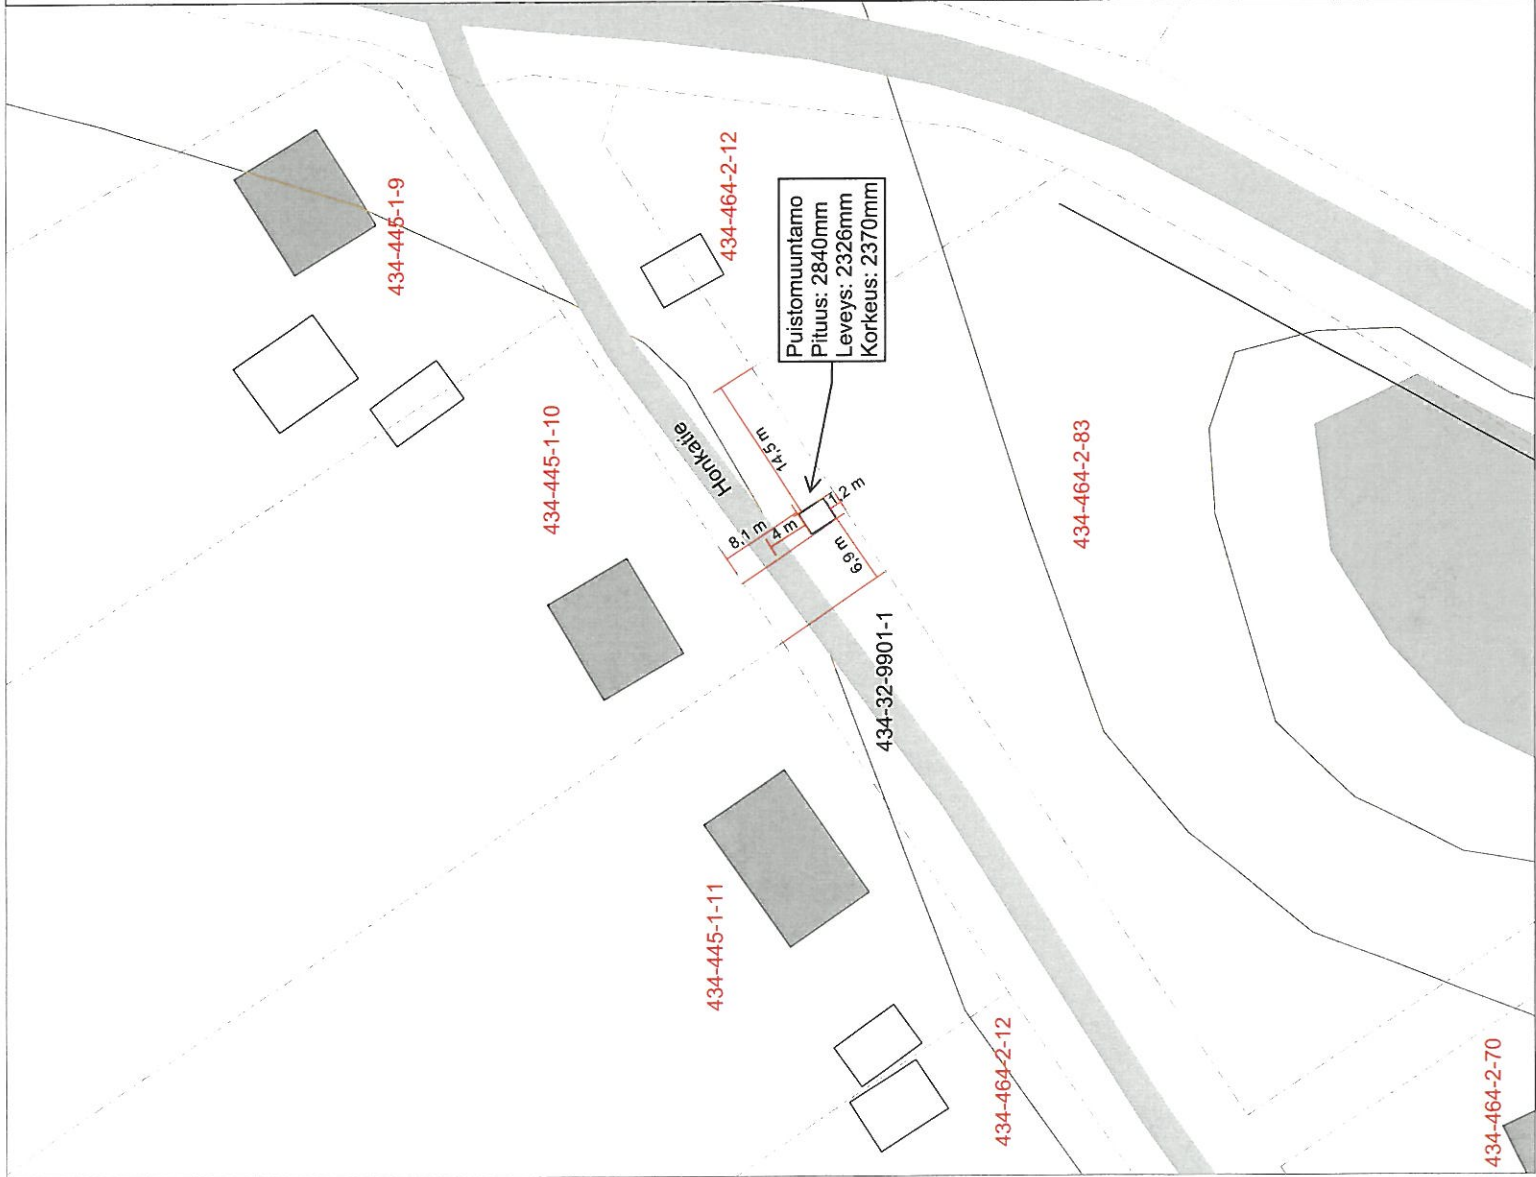 434-445-1-9
434-464-2-12
Puistomuuntamo
Pituus: 2840mm
Leveys: 2326mm
Korkeus: 2370mm
434-445-1-10
Honkatie
14,5 m
434-464-2-83
1,2 m
8,1 m
4 m
6,9 m
434-32-9901-1
434-445-1-11
434-464-2-12
434-464-2-70